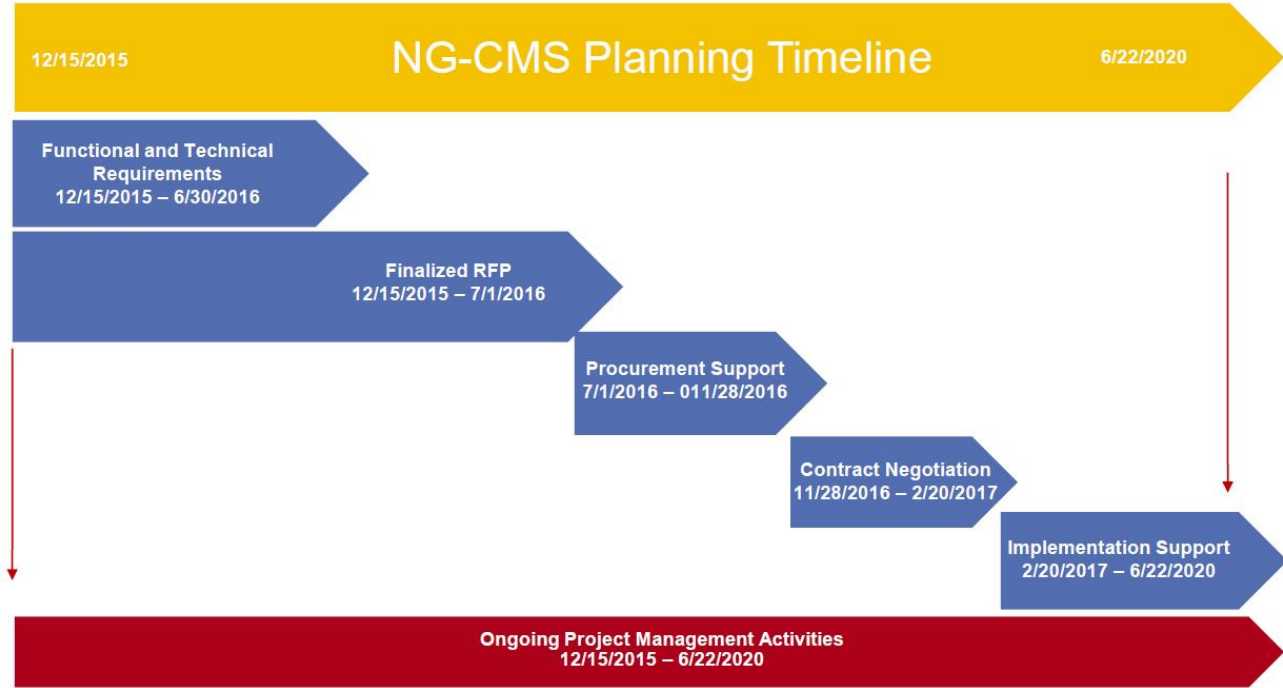 12/15/2015
NG-CMS Planning Timeline
6/22/2020
Functional and Technical
Requirements
12/15/2015 – 6/30/2016
Finalized RFP
12/15/2015 – 7/1/2016
Procurement Support
7/1/2016 – 011/28/2016
Contract Negotiation
11/28/2016 – 2/20/2017
Implementation Support
2/20/2017 – 6/22/2020
Ongoing Project Management Activities
12/15/2015 – 6/22/2020